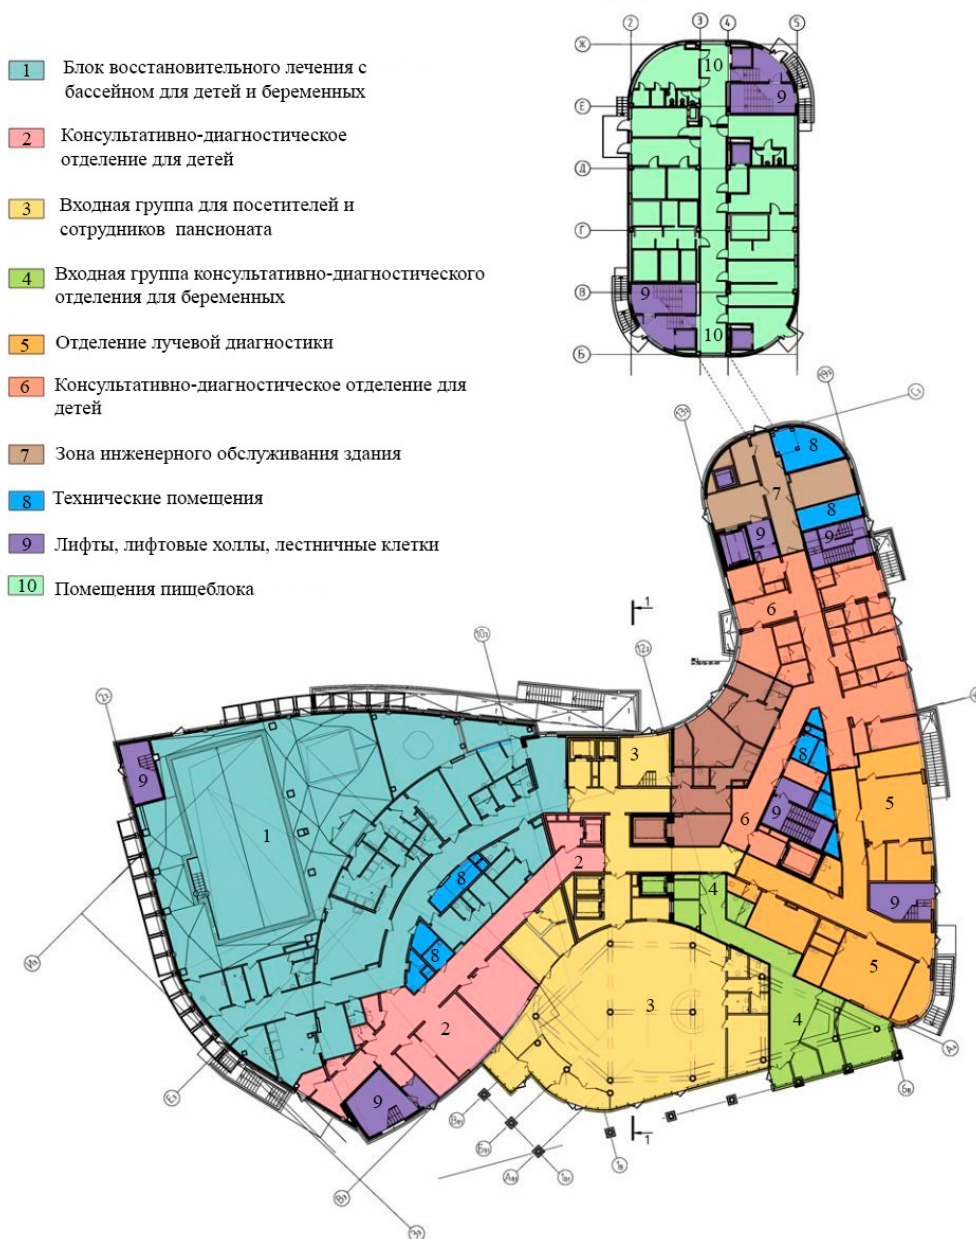 1 Блок восстановительного лечения с
бассейном для детей и беременных
2 Консультативно-диагностическое
отделение для детей
3 Входная группа для посетителей и
сотрудников пансионата
4 Входная группа консультативно-диагностического
отделения для беременных
5 Отделение лучевой диагностики
6 Консультативно-диагностическое отделение для
детей
7 Зона инженерного обслуживания здания
8 Технические помещения
9 Лифты, лифтовые холлы, лестничные клетки
10 Помещения пищеблока
2
3
4
5
Ж
Е
Д
Г
В
Б
10
9
9
10
8
7
8
9
9
6
1
1
3
8
5
9
6
9
1
2
4
9
8
8
5
3
4
2
9
1